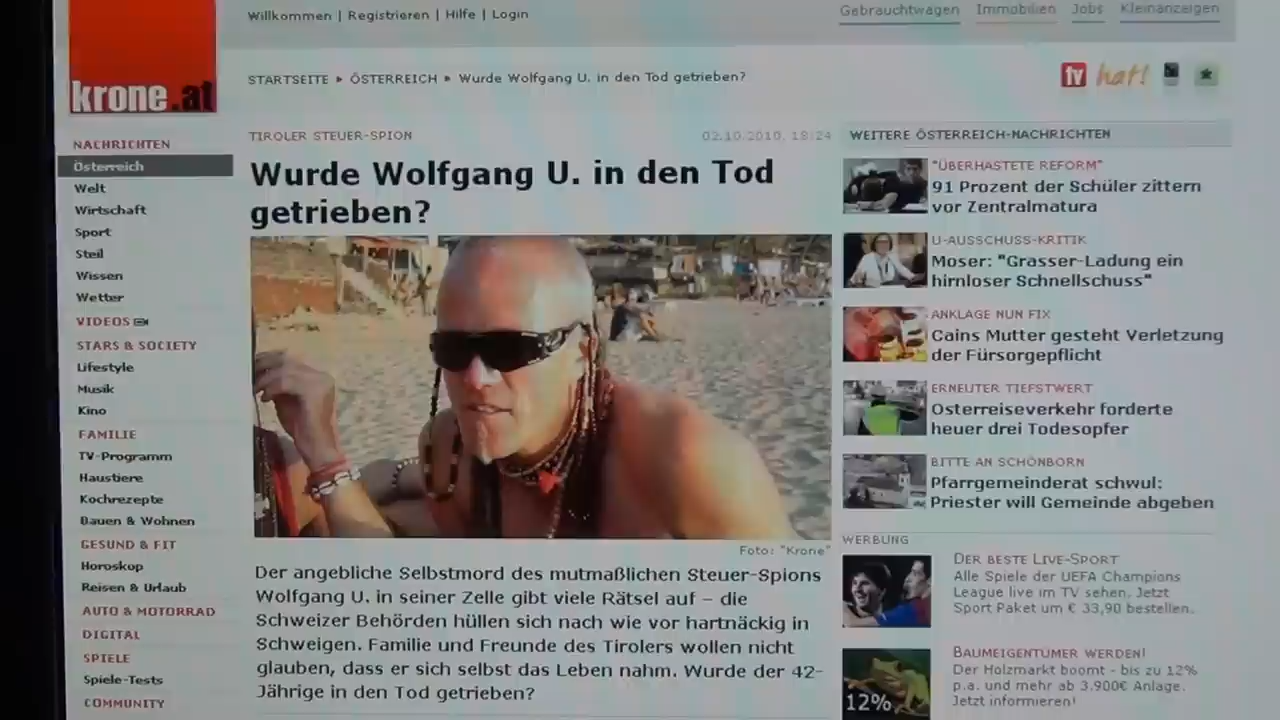 Willkommen | Registrieren | Hilfe | Login
Gebrauchtwagen Immobilien Jobs Kleinanzeigen
krone.at
STARTSEITE ▸ ÖSTERREICH ▸ Wurde Wolfgang U. in den Tod getrieben?
tv hat!
NACHRICHTEN
Österreich
Welt
Wirtschaft
Sport
Steil
Wissen
Wetter
VIDEOS
STARS & SOCIETY
Lifestyle
Musik
Kino
FAMILIE
TV-Programm
Haustiere
Kochrezepte
Bauen & Wohnen
GESUND & FIT
Horoskop
Reisen & Urlaub
AUTO & MOTORRAD
DIGITAL
SPIELE
Spiele-Tests
COMMUNITY
TIROLER STEUER-SPION
02.10.2010, 18:24
Wurde Wolfgang U. in den Tod
getrieben?
Foto: "Krone"
Der angebliche Selbstmord des mutmaßlichen Steuer-Spions
Wolfgang U. in seiner Zelle gibt viele Rätsel auf – die
Schweizer Behörden hüllen sich nach wie vor hartnäckig in
Schweigen. Familie und Freunde des Tirolers wollen nicht
glauben, dass er sich selbst das Leben nahm. Wurde der 42-
Jährige in den Tod getrieben?
WEITERE ÖSTERREICH-NACHRICHTEN
"ÜBERHASTETE REFORM"
91 Prozent der Schüler zittern
vor Zentralmatura
U-AUSSCHUSS-KRITIK
Moser: "Grasser-Ladung ein
hirnloser Schnellschuss"
ANKLAGE NUN FIX
Cains Mutter gesteht Verletzung
der Fürsorgepflicht
ERNEUTER TIEFSTWERT
Osterreiseverkehr forderte
heuer drei Todesopfer
BITTE AN SCHÖNBORN
Pfarrgemeinderat schwul:
Priester will Gemeinde abgeben
WERBUNG
DER BESTE LIVE-SPORT
Alle Spiele der UEFA Champions
League live im TV sehen. Jetzt
Sport Paket um € 33,90 bestellen.
BAUMEIGENTÜMER WERDEN!
Der Holzmarkt boomt - bis zu 12%
p.a. und mehr ab 3.900€ Anlage.
Jetzt informieren!
12%